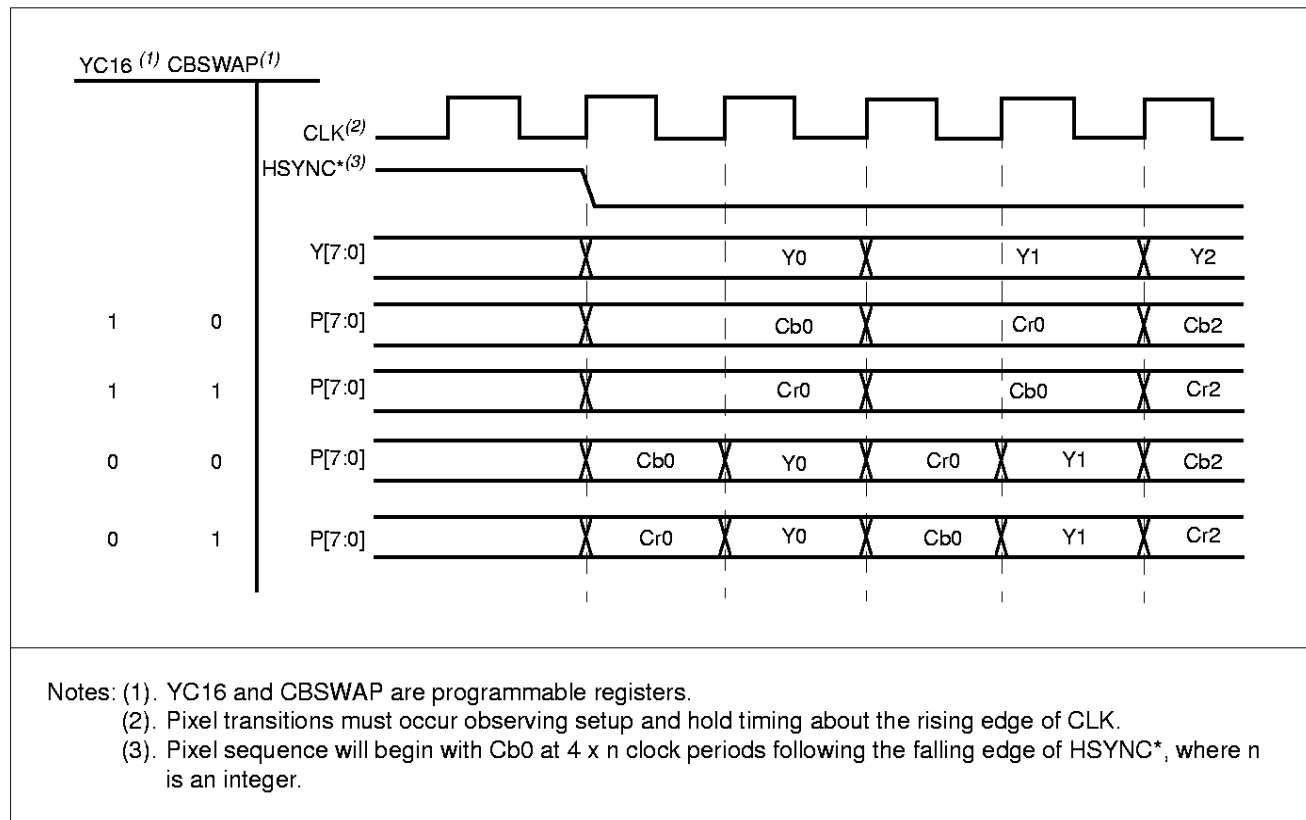 YC16 (1) CBSWAP(1)
CLK(2)
HSYNC*(3)
Y[7:0] Y0 Y1 Y2
1 0 P[7:0] Cb0 Cr0 Cb2
1 1 P[7:0] Cr0 Cb0 Cr2
0 0 P[7:0] Cb0 Y0 Cr0 Y1 Cb2
0 1 P[7:0] Cr0 Y0 Cb0 Y1 Cr2
Notes: (1). YC16 and CBSWAP are programmable registers.
(2). Pixel transitions must occur observing setup and hold timing about the rising edge of CLK.
(3). Pixel sequence will begin with Cb0 at 4 x n clock periods following the falling edge of HSYNC*, where n
is an integer.